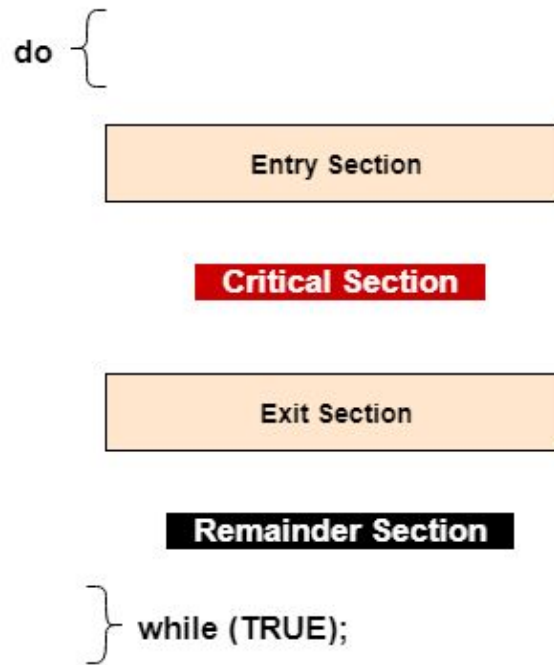 do {
Entry Section
Critical Section
Exit Section
Remainder Section
} while (TRUE);